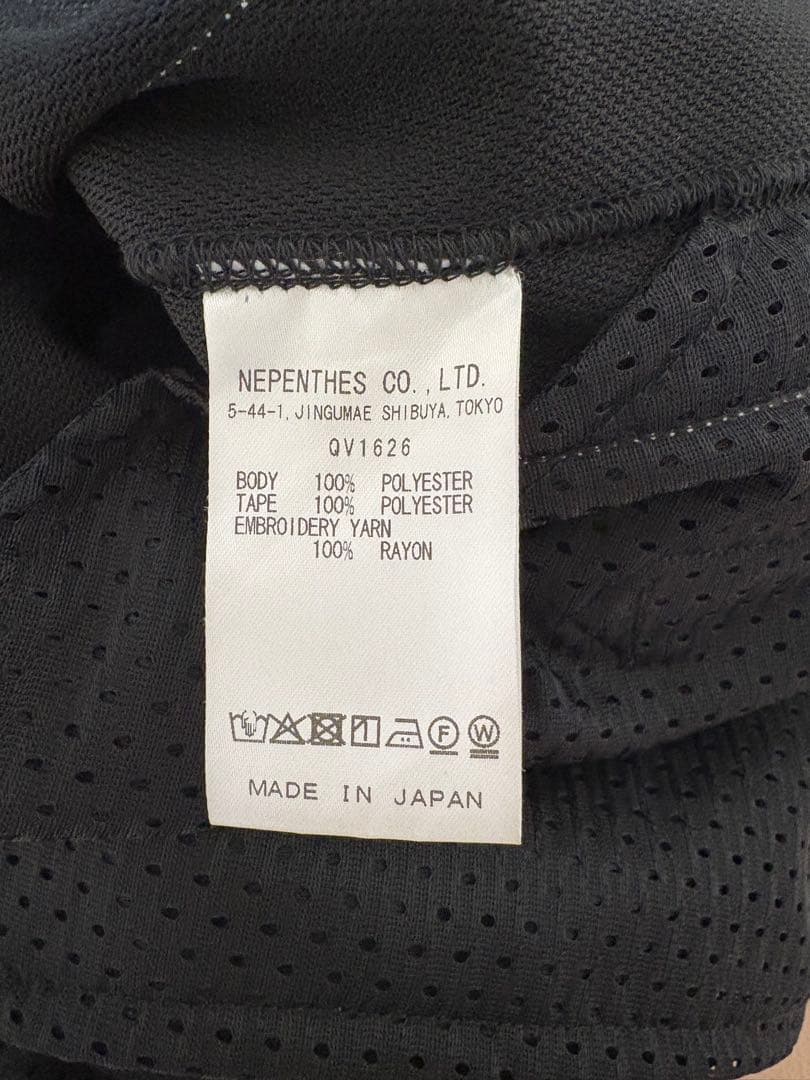 NEPENTHES CO., LTD.
5-44-1, JINGUMAE SHIBUYA, TOKYO
QV1626
BODY 100% POLYESTER
TAPE 100% POLYESTER
EMBROIDERY YARN
100% RAYON
F W
MADE IN JAPAN